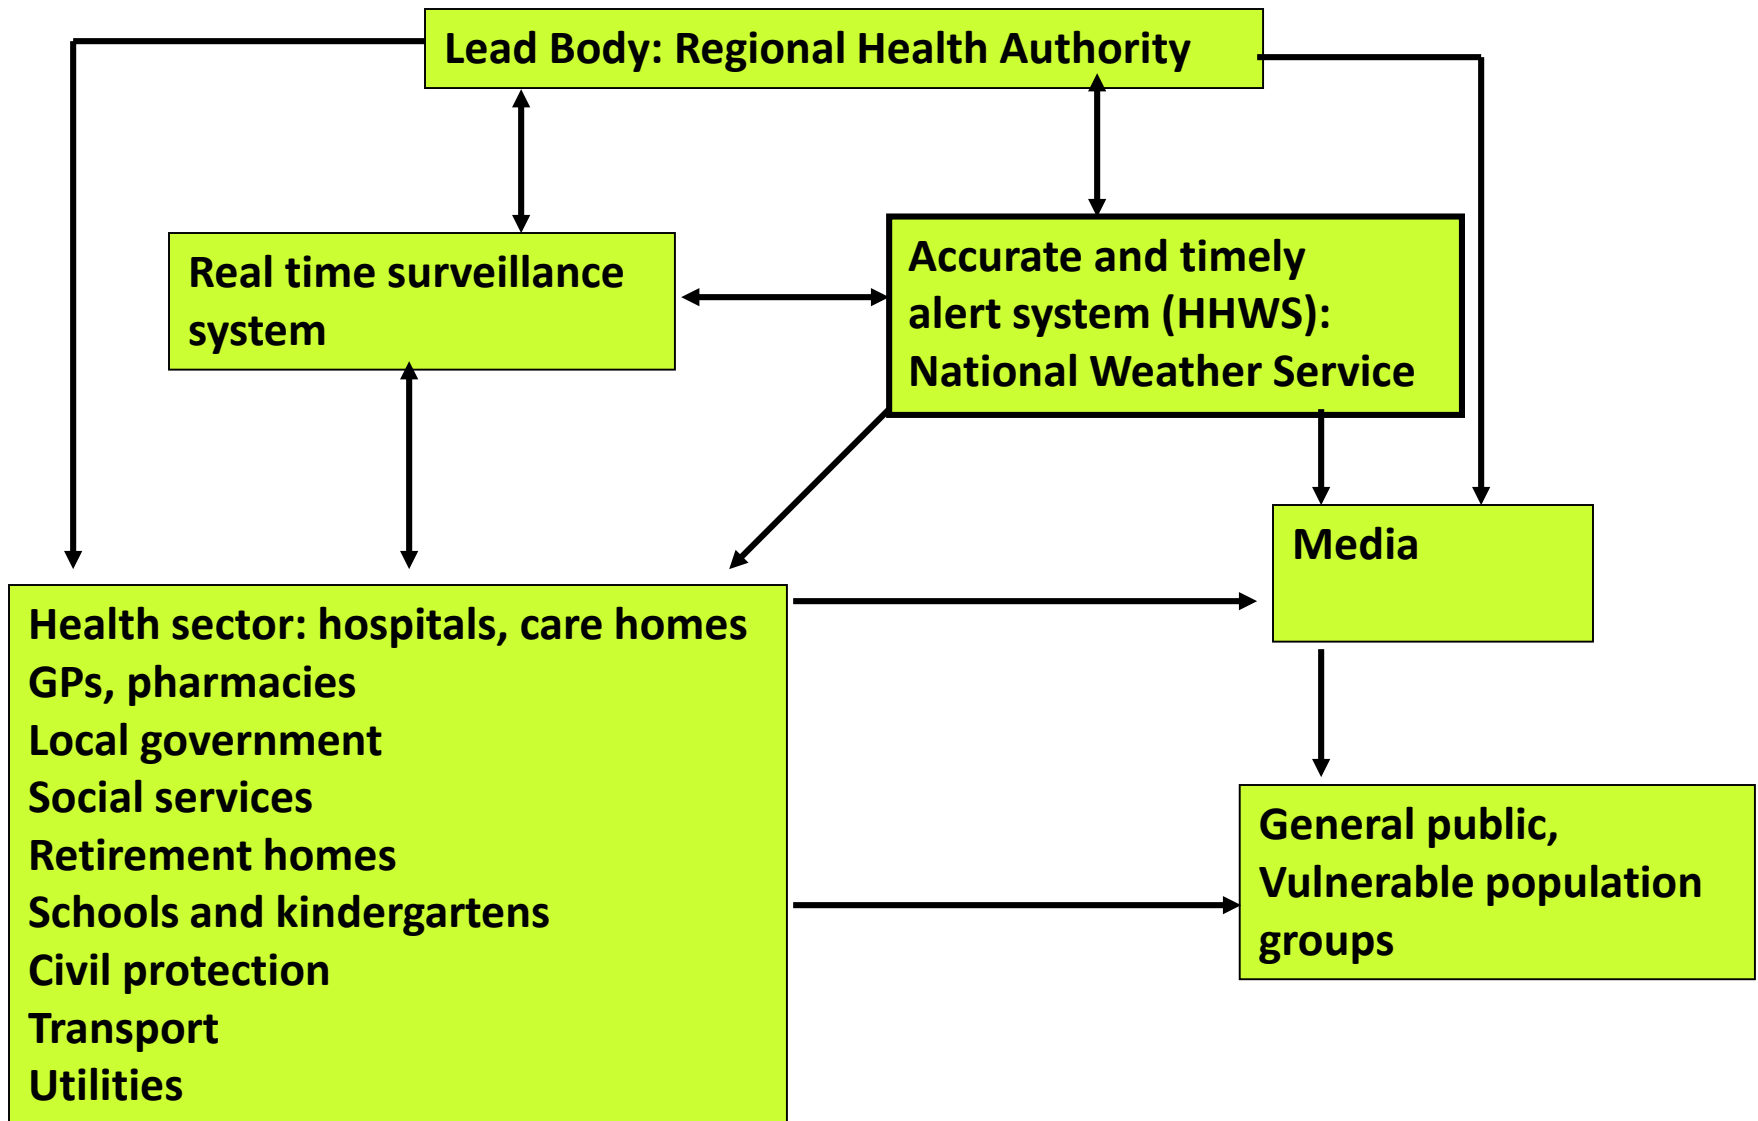 Lead Body: Regional Health Authority
Real time surveillance
system
Accurate and timely
alert system (HHWS):
National Weather Service
Media
Health sector: hospitals, care homes
GPs, pharmacies
Local government
Social services
Retirement homes
Schools and kindergartens
Civil protection
Transport
Utilities
General public,
Vulnerable population
groups